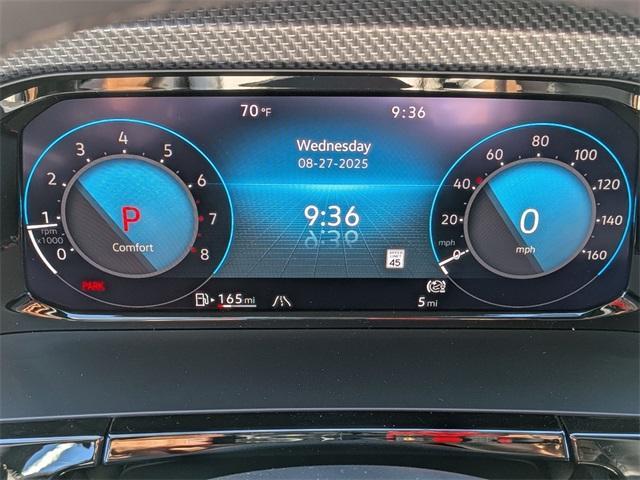 70 °F
9:36
Wednesday
08-27-2025
9:36
0
1
2
3
4
5
6
7
8
rpm
x1000
P
Comfort
PARK
0
20
40
60
80
100
120
140
160
mph
0
mph
SPEED
LIMIT
45
165 mi
5 mi